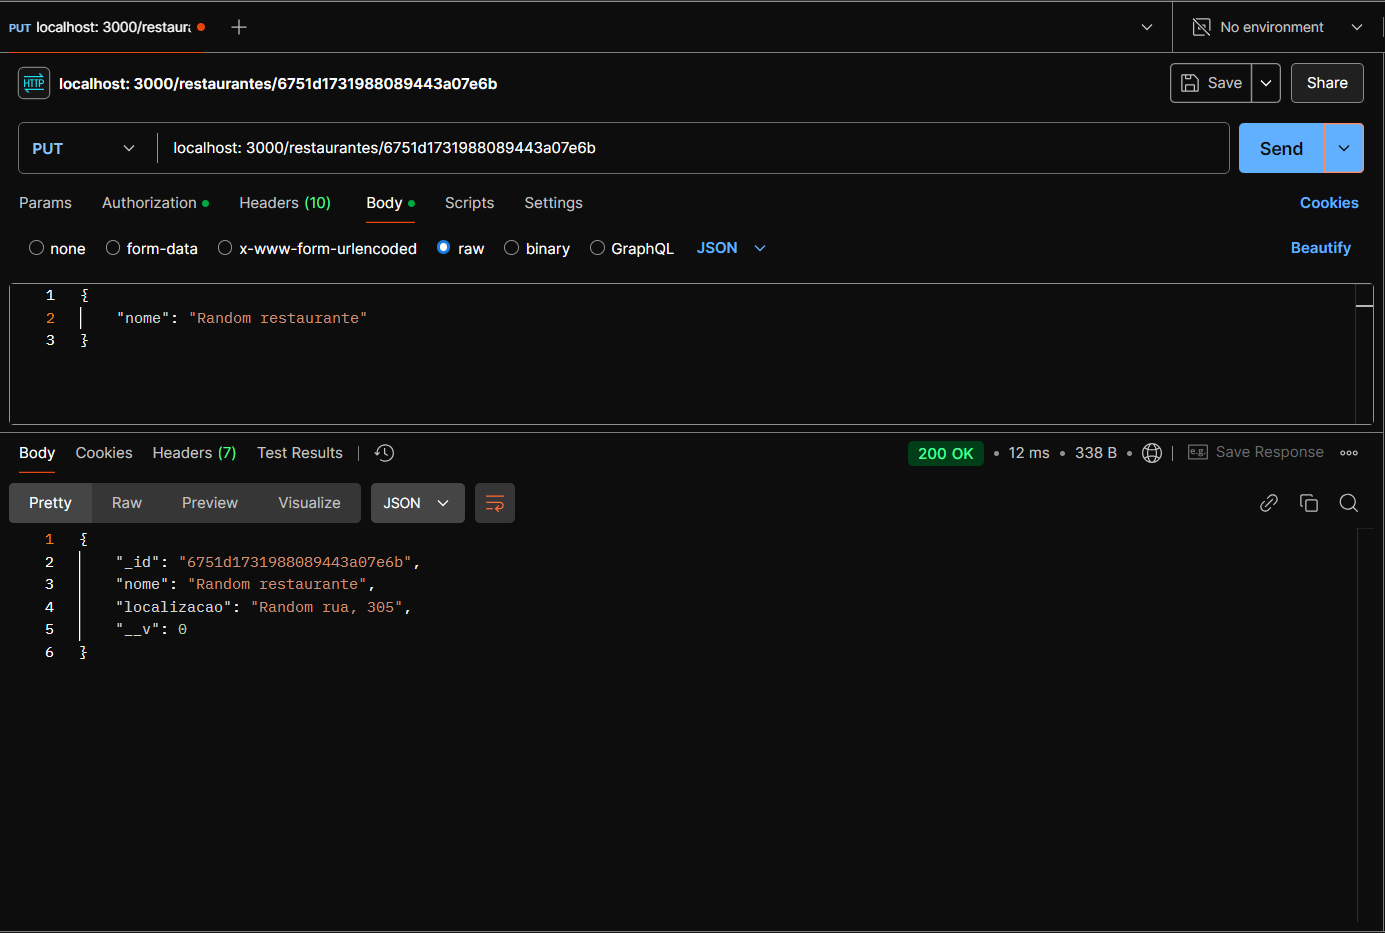 PUT localhost: 3000/restaur
No environment
HTTP localhost: 3000/restaurantes/6751d1731988089443a07e6b
Save
Share
PUT
localhost: 3000/restaurantes/6751d1731988089443a07e6b
Send
Params Authorization Headers (10) Body Scripts Settings
Cookies
none form-data x-www-form-urlencoded raw binary GraphQL JSON
Beautify
1 {
2 "nome": "Random restaurante"
3 }
Body Cookies Headers (7) Test Results
200 OK • 12 ms • 338 B •
e.g. Save Response
Pretty Raw Preview Visualize JSON
1 {
2 "_id": "6751d1731988089443a07e6b",
3 "nome": "Random restaurante",
4 "localizacao": "Random rua, 305",
5 "__v": 0
6 }